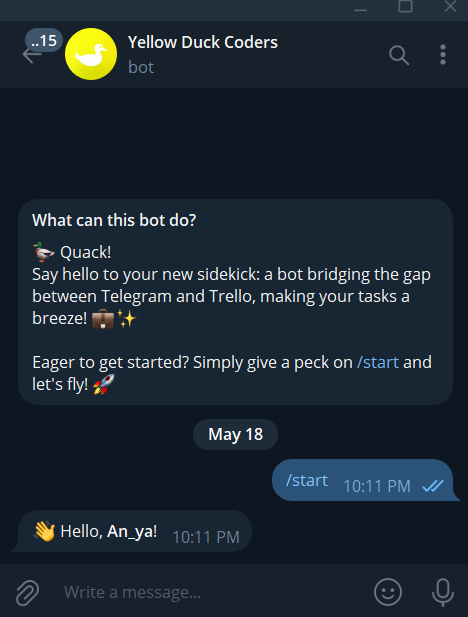 ..15
Yellow Duck Coders
bot
What can this bot do?
🦆 Quack!
Say hello to your new sidekick: a bot bridging the gap
between Telegram and Trello, making your tasks a
breeze! 💼✨
Eager to get started? Simply give a peck on /start and
let's fly! 🚀
May 18
/start 10:11 PM
👋 Hello, An_ya! 10:11 PM
Write a message...